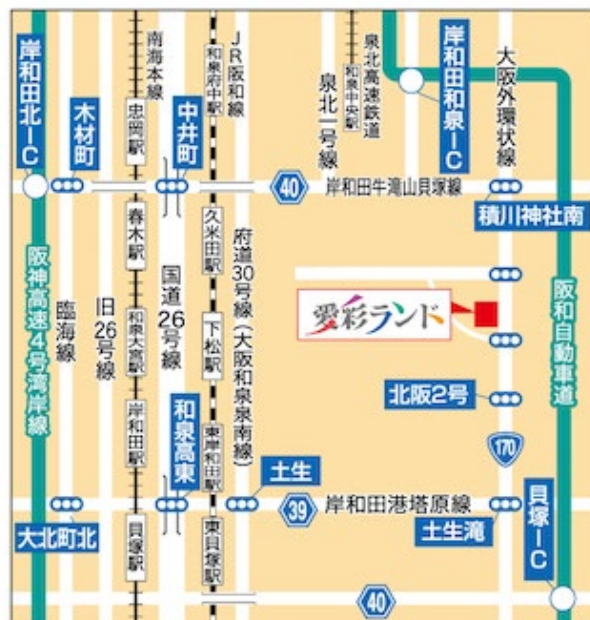 岸和田北IC
木材町
南海本線
忠岡駅
中井町
和泉府中駅
JR阪和線
泉北1号線
和泉中央駅
泉北高速鉄道
岸和田和泉IC
大阪外環状線
40
岸和田牛滝山貝塚線
積川神社南
阪神高速4号湾岸線
臨海線
旧26号線
春木駅
和泉大宮駅
岸和田駅
貝塚駅
国道26号線
久米田駅
下松駅
東岸和田駅
東貝塚駅
府道30号線(大阪和泉泉南線)
愛彩ランド
阪和自動車道
北阪2号
170
和泉高東
土生
39
岸和田港塔原線
土生滝
貝塚IC
大北町北
40